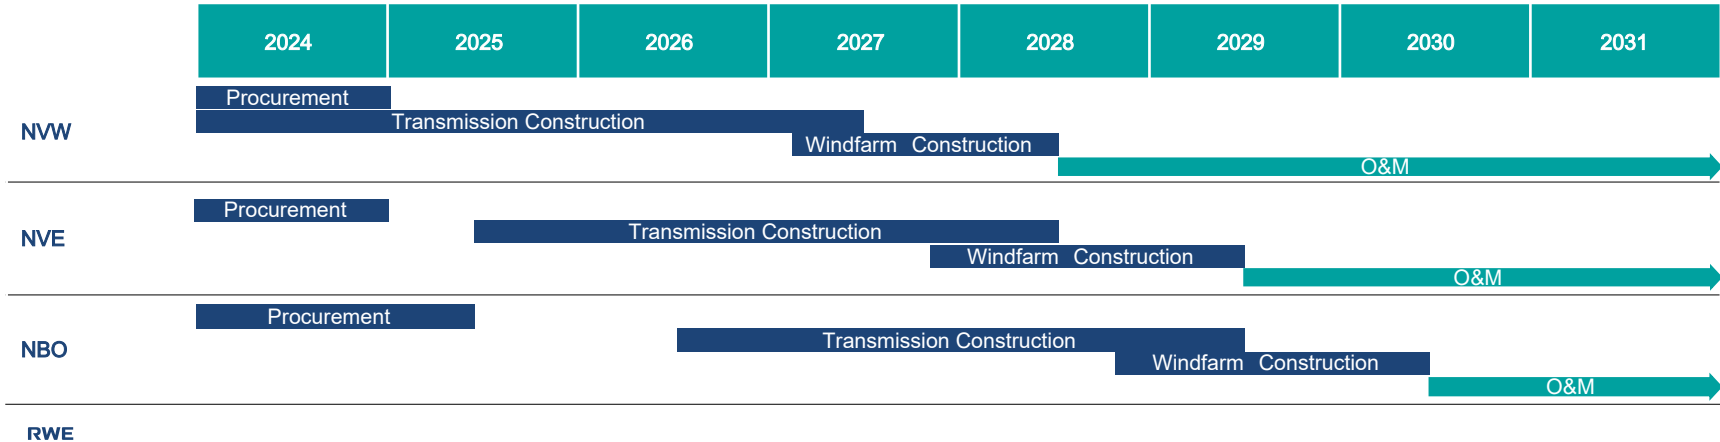 2024 2025 2026 2027 2028 2029 2030 2031
NVW
Procurement
Transmission Construction
Windfarm Construction
O&M
NVE
Procurement
Transmission Construction
Windfarm Construction
O&M
NBO
Procurement
Transmission Construction
Windfarm Construction
O&M
RWE